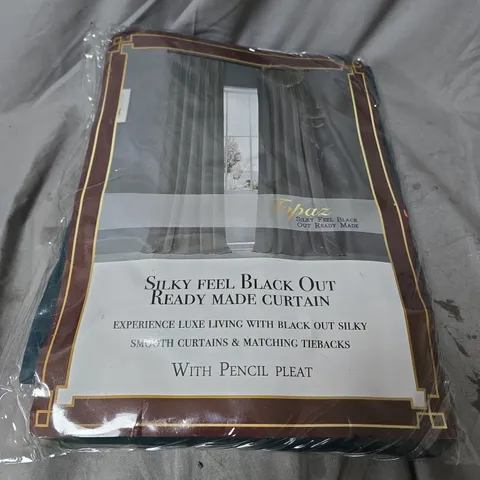 Topaz
Silky Feel Black
Out Ready Made
Silky feel Black Out
Ready made curtain
experience luxe living with black out silky
smooth curtains & matching tiebacks
With Pencil pleat